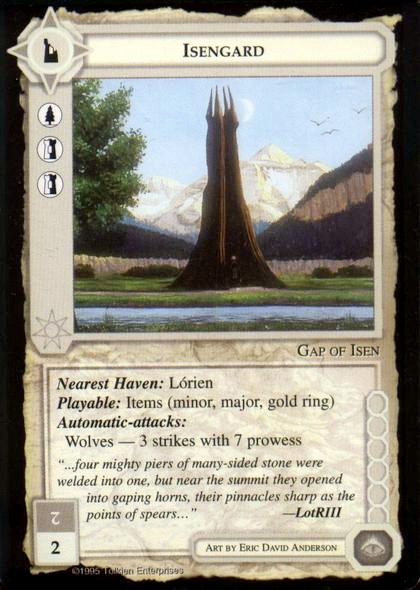 ISENGARD
GAP OF ISEN
Nearest Haven: Lórien
Playable: Items (minor, major, gold ring)
Automatic-attacks:
Wolves — 3 strikes with 7 prowess
“...four mighty piers of many-sided stone were
welded into one, but near the summit they opened
into gaping horns, their pinnacles sharp as the
points of spears...” —LotRIII
2
2
ART BY ERIC DAVID ANDERSON
©1995 Tolkien Enterprises